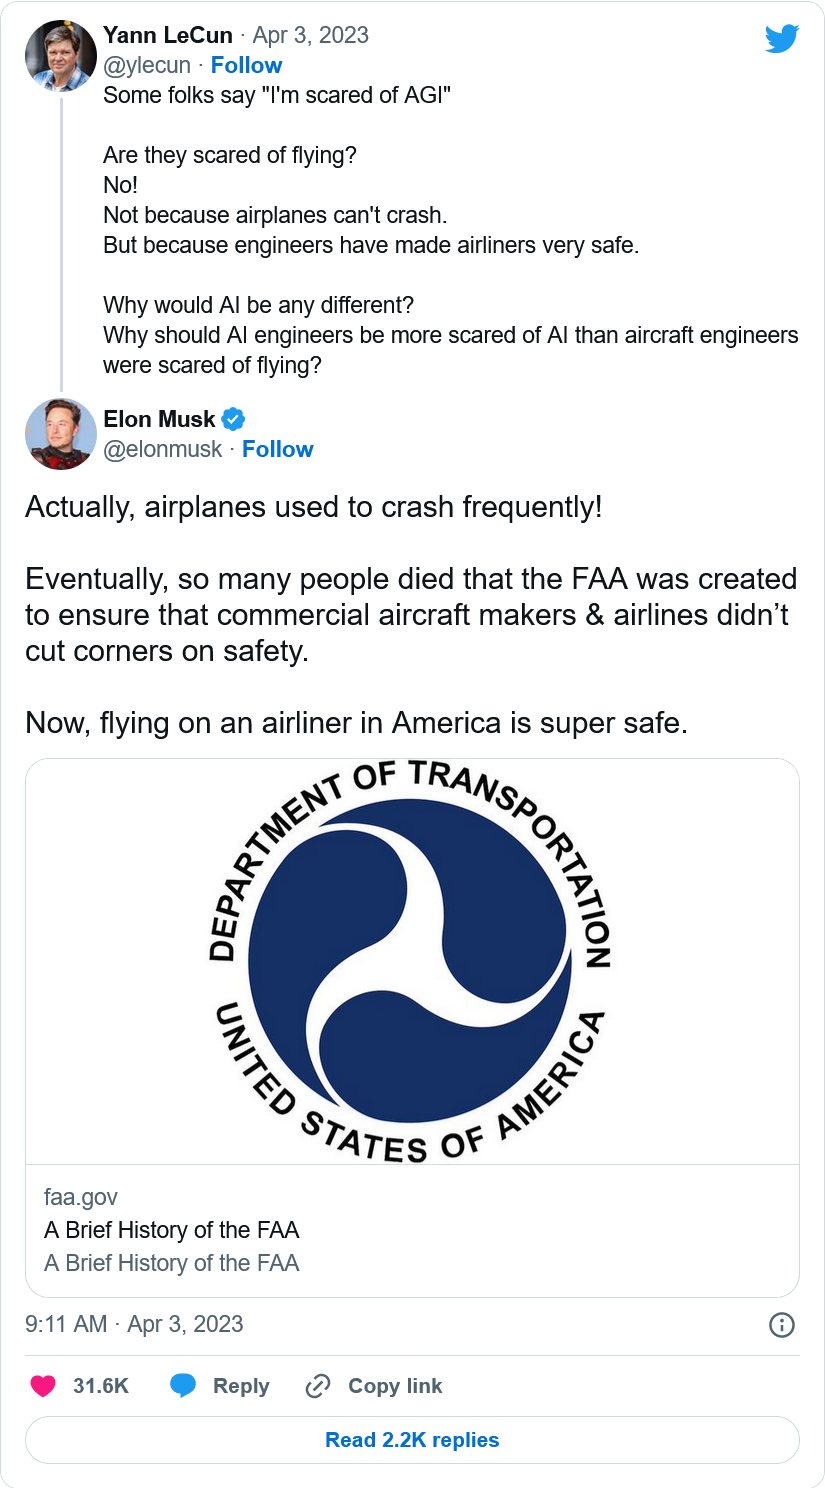 Yann LeCun · Apr 3, 2023
@ylecun · Follow
Some folks say "I'm scared of AGI"
Are they scared of flying?
No!
Not because airplanes can't crash.
But because engineers have made airliners very safe.
Why would AI be any different?
Why should AI engineers be more scared of AI than aircraft engineers
were scared of flying?
Elon Musk
@elonmusk · Follow
Actually, airplanes used to crash frequently!
Eventually, so many people died that the FAA was created
to ensure that commercial aircraft makers & airlines didn’t
cut corners on safety.
Now, flying on an airliner in America is super safe.
DEPARTMENT OF TRANSPORTATION
UNITED STATES OF AMERICA
faa.gov
A Brief History of the FAA
A Brief History of the FAA
9:11 AM · Apr 3, 2023
31.6K Reply Copy link
Read 2.2K replies